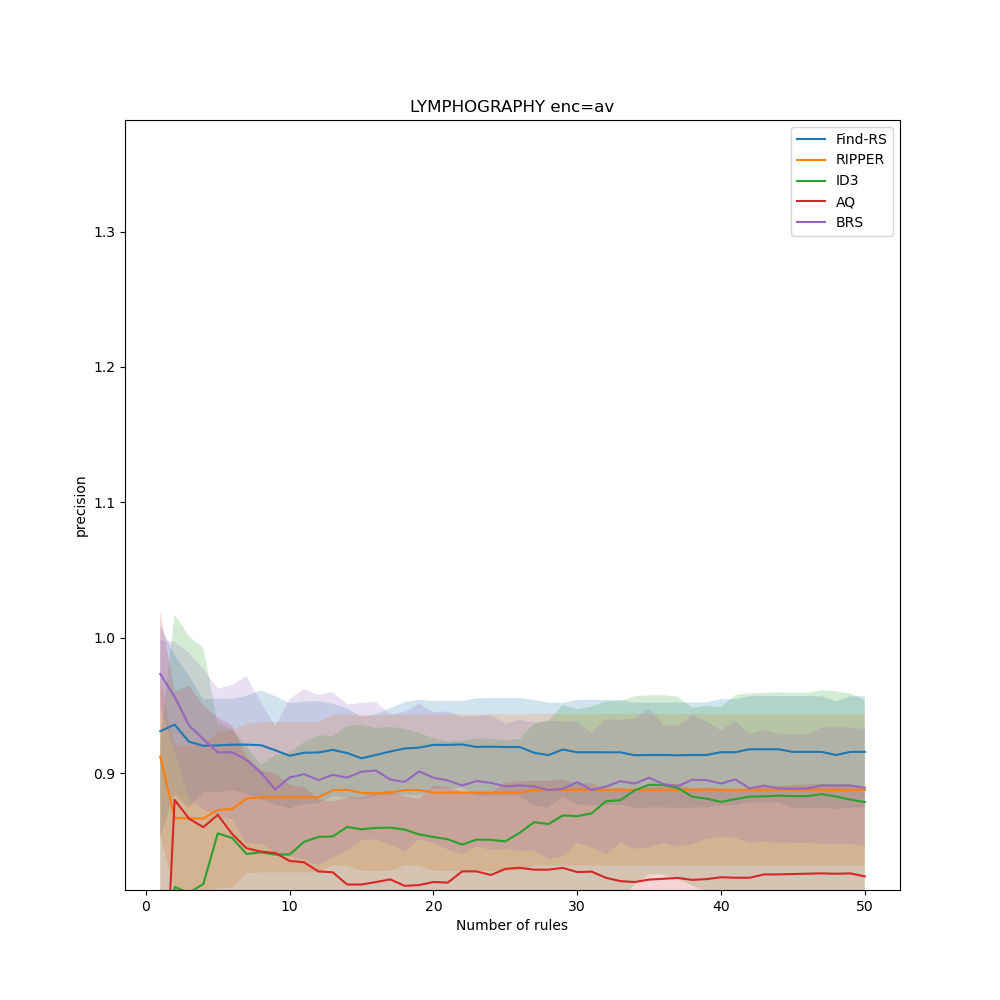 LYMPHOGRAPHY enc=av
Find-RS
RIPPER
ID3
AQ
BRS
precision
1.3
1.2
1.1
1.0
0.9
0
10
20
30
40
50
Number of rules